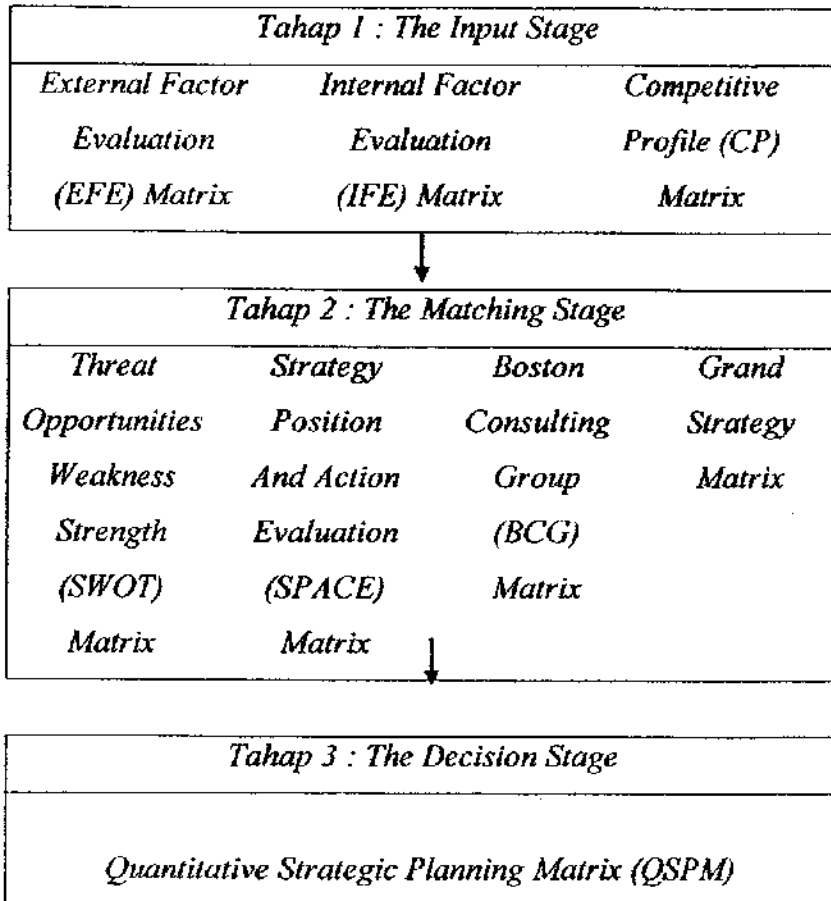 Tahap 1 : The Input Stage
External Factor
Evaluation
(EFE) Matrix
Internal Factor
Evaluation
(IFE) Matrix
Competitive
Profile (CP)
Matrix
Tahap 2 : The Matching Stage
Threat
Opportunities
Weakness
Strength
(SWOT)
Matrix
Strategy
Position
And Action
Evaluation
(SPACE)
Matrix
Boston
Consulting
Group
(BCG)
Matrix
Grand
Strategy
Matrix
Tahap 3 : The Decision Stage
Quantitative Strategic Planning Matrix (QSPM)